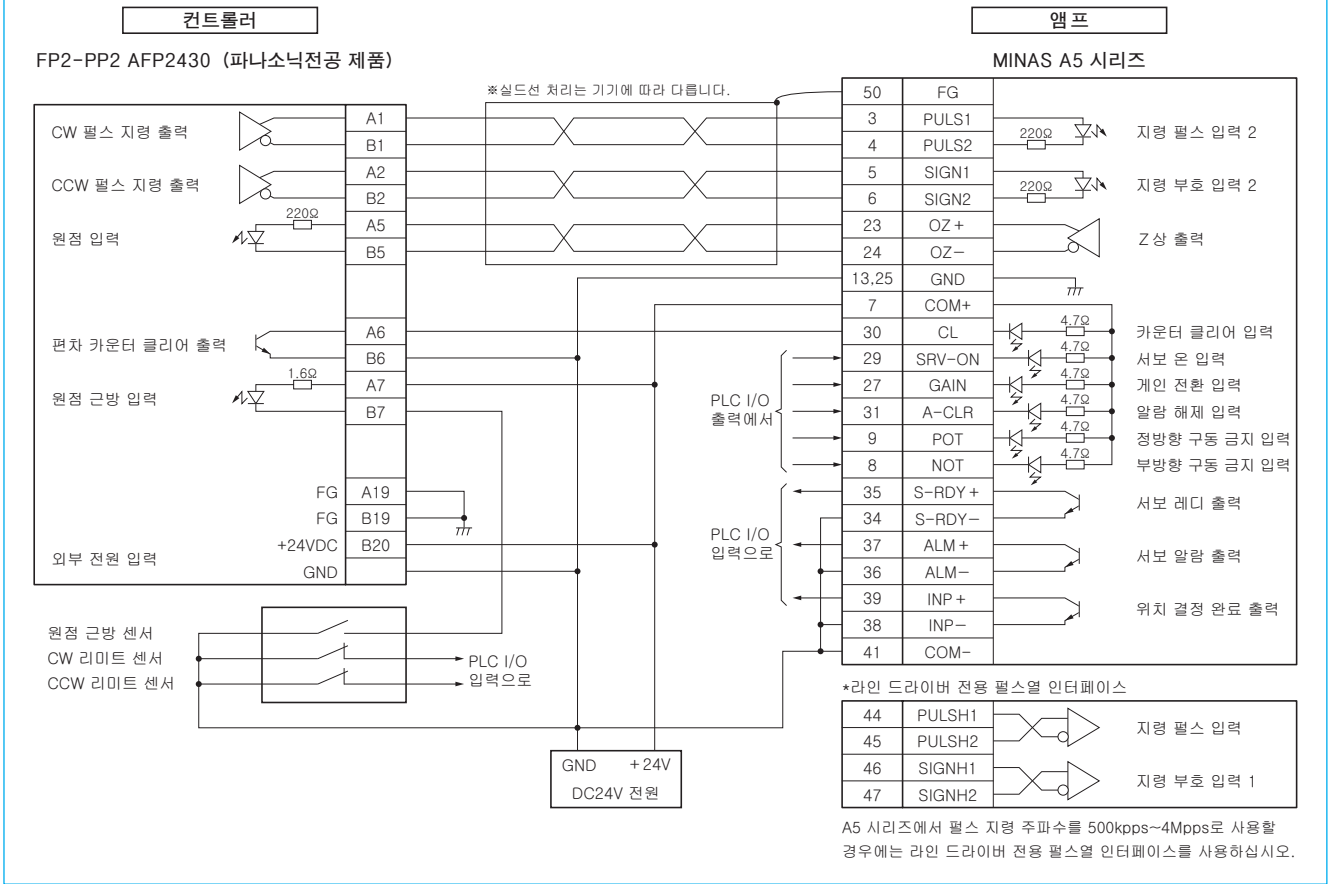 컨트롤러
앰프
FP2-PP2 AFP2430 (파나소닉전공 제품)
MINAS A5 시리즈
※실드선 처리는 기기에 따라 다릅니다.
CW 펄스 지령 출력
A1
B1
CCW 펄스 지령 출력
A2
B2
원점 입력
220Ω
A5
B5
편차 카운터 클리어 출력
A6
B6
원점 근방 입력
1.6Ω
A7
B7
FG A19
FG B19
외부 전원 입력
+24VDC B20
GND
원점 근방 센서
CW 리미트 센서
CCW 리미트 센서
PLC I/O
입력으로
GND +24V
DC24V 전원
PLC I/O
출력에서
PLC I/O
입력으로
50 FG
3 PULS1
4 PULS2
220Ω
지령 펄스 입력 2
5 SIGN1
6 SIGN2
220Ω
지령 부호 입력 2
23 OZ+
24 OZ-
Z상 출력
13,25 GND
7 COM+
30 CL 4.7Ω 카운터 클리어 입력
29 SRV-ON 4.7Ω 서보 온 입력
27 GAIN 4.7Ω 게인 전환 입력
31 A-CLR 4.7Ω 알람 해제 입력
9 POT 4.7Ω 정방향 구동 금지 입력
8 NOT 4.7Ω 부방향 구동 금지 입력
35 S-RDY+
34 S-RDY-
서보 레디 출력
37 ALM+
36 ALM-
서보 알람 출력
39 INP+
38 INP-
위치 결정 완료 출력
41 COM-
*라인 드라이버 전용 펄스열 인터페이스
44 PULSH1
45 PULSH2
지령 펄스 입력
46 SIGNH1
47 SIGNH2
지령 부호 입력 1
A5 시리즈에서 펄스 지령 주파수를 500kpps~4Mpps로 사용할
경우에는 라인 드라이버 전용 펄스열 인터페이스를 사용하십시오.